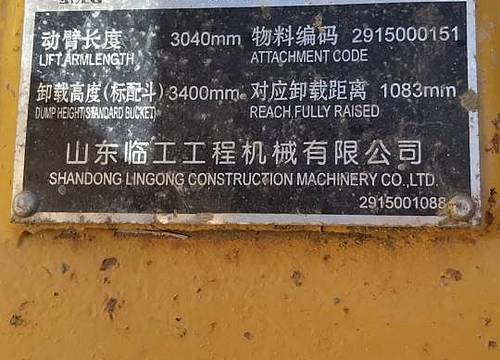 动臂长度 3040mm 物料编码 2915000151
LIFT ARMLENGTH ATTACHMENT CODE
卸载高度(标配斗) 3400mm 对应卸载距离 1083mm
DUMP HEIGHT(STANDARD BUCKET) REACH,FULLY RAISED
山东临工工程机械有限公司
SHANDONG LINGONG CONSTRUCTION MACHINERY CO.,LTD.
2915001088